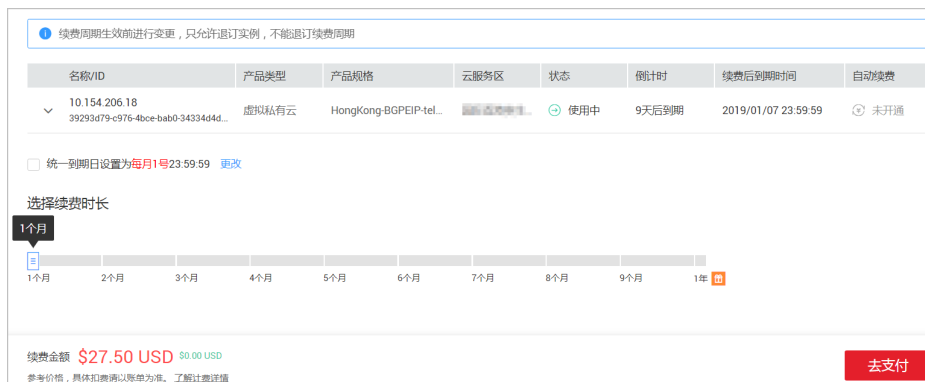 续费周期生效前进行变更，只允许退订实例，不能退订续费周期
名称/ID 产品类型 产品规格 云服务区 状态 倒计时 续费后到期时间 自动续费
10.154.206.18
39293d79-c976-4bce-bab0-34334d4d... 虚拟私有云 HongKong-BGPEIP-tel... 使用中 9天后到期 2019/01/07 23:59:59 未开通
统一到期日设置为每月1号23:59:59 更改
选择续费时长
1个月
1个月 2个月 3个月 4个月 5个月 6个月 7个月 8个月 9个月 1年
续费金额 $27.50 USD $0.00 USD
参考价格，具体扣费请以账单为准。 了解计费详情
去支付